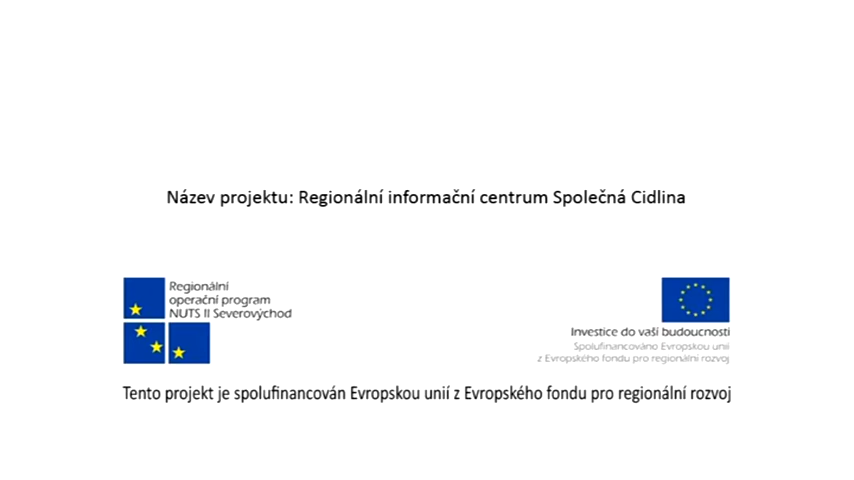 Název projektu: Regionální informační centrum Společná Cidlina
Regionální
operační program
NUTS II Severovýchod
Investice do vaší budoucnosti
Spolufinancováno Evropskou unií
z Evropského fondu pro regionální rozvoj
Tento projekt je spolufinancován Evropskou unií z Evropského fondu pro regionální rozvoj